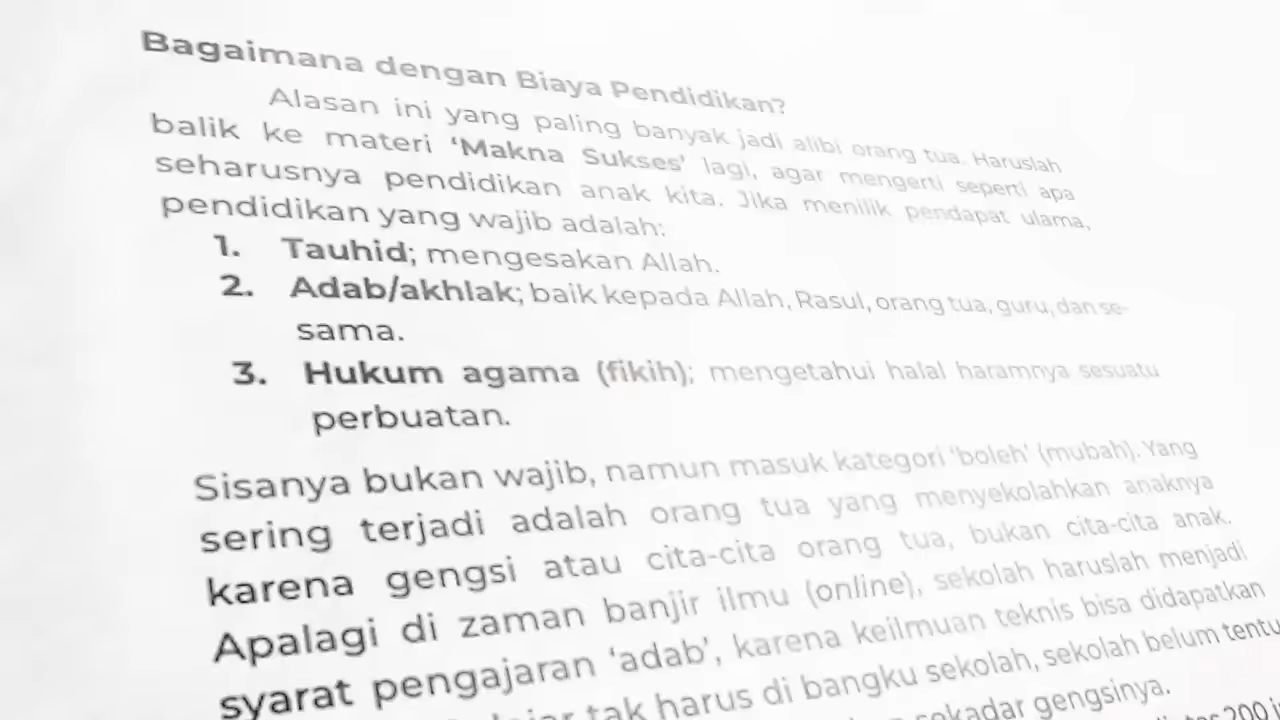 Bagaimana dengan Biaya Pendidikan?
Alasan ini yang paling banyak jadi alibi orang tua. Haruslah
balik ke materi ‘Makna Sukses’ lagi, agar mengerti seperti apa
seharusnya pendidikan anak kita. Jika menilik pendapat ulama,
pendidikan yang wajib adalah:
1. Tauhid; mengesakan Allah.
2. Adab/akhlak; baik kepada Allah, Rasul, orang tua, guru, dan se-
sama.
3. Hukum agama (fikih); mengetahui halal haramnya sesuatu
perbuatan.
Sisanya bukan wajib, namun masuk kategori ‘boleh’ (mubah). Yang
sering terjadi adalah orang tua yang menyekolahkan anaknya
karena gengsi atau cita-cita orang tua, bukan cita-cita anak.
Apalagi di zaman banjir ilmu (online), sekolah haruslah menjadi
syarat pengajaran ‘adab’, karena keilmuan teknis bisa didapatkan
tak harus di bangku sekolah, sekolah belum tentu
sekadar gengsinya.
200